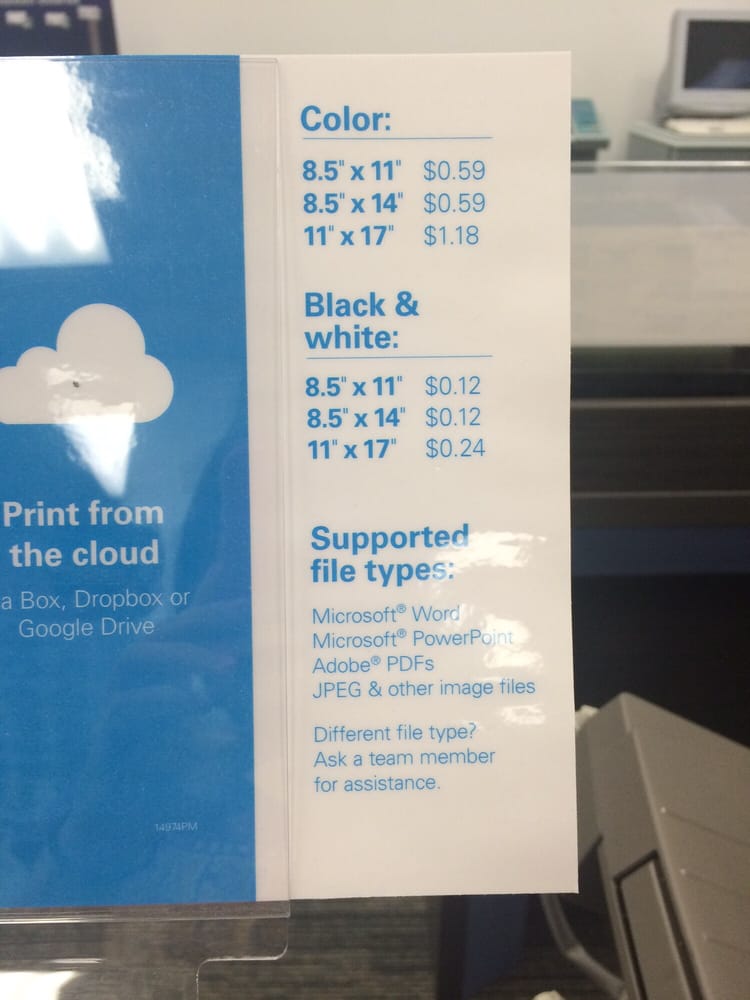 Print from
the cloud
a Box, Dropbox or
Google Drive
14974PM
Color:
8.5" x 11" $0.59
8.5" x 14" $0.59
11" x 17" $1.18
Black &
white:
8.5" x 11" $0.12
8.5" x 14" $0.12
11" x 17" $0.24
Supported
file types:
Microsoft® Word
Microsoft® PowerPoint
Adobe® PDFs
JPEG & other image files
Different file type?
Ask a team member
for assistance.